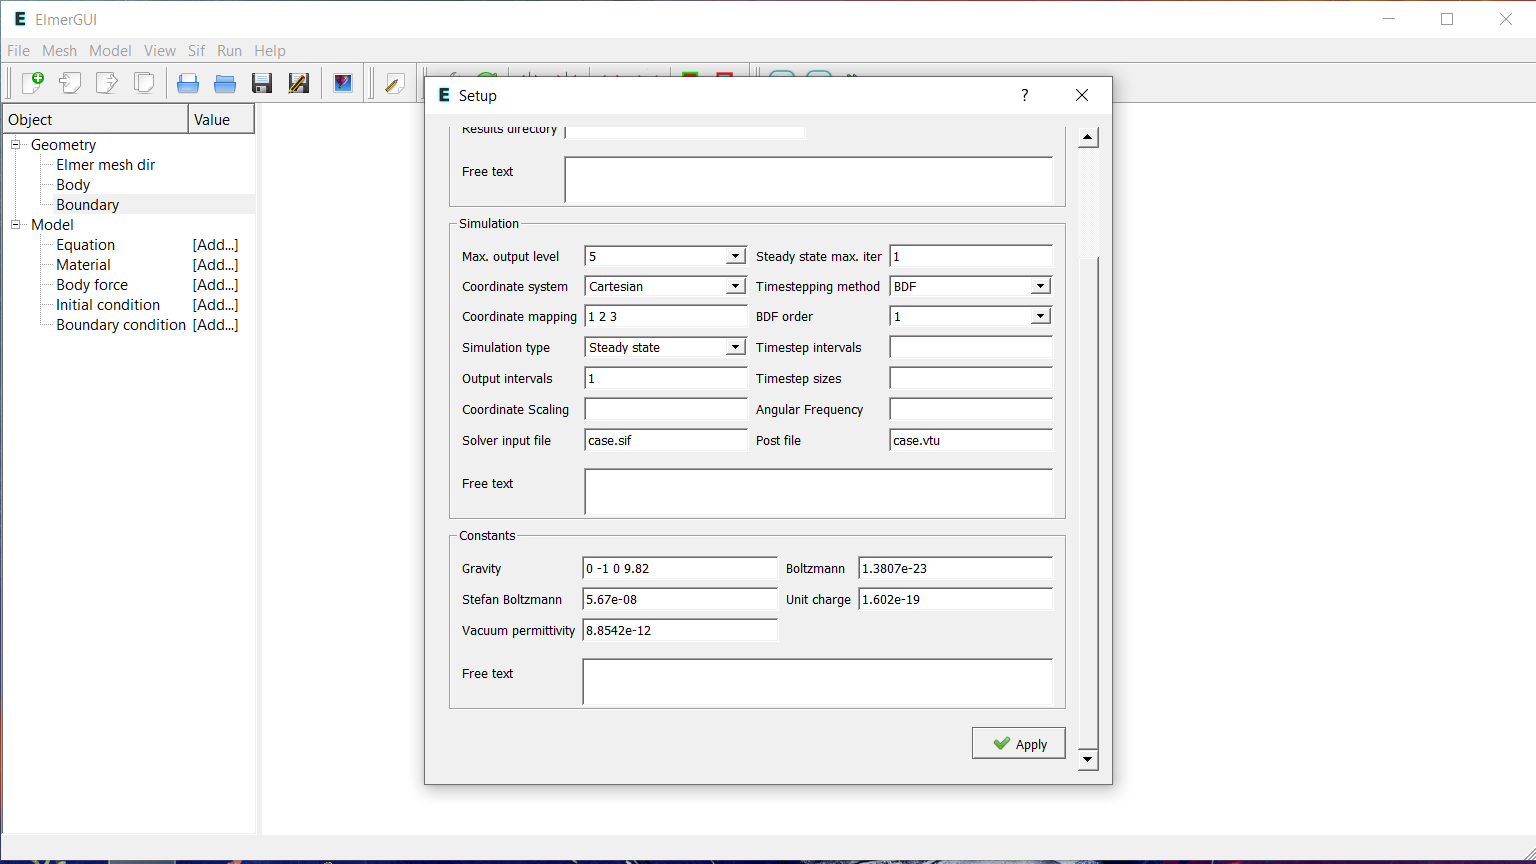 ElmerGUI
File Mesh Model View Sif Run Help
E Setup ?
Object Value
Geometry
Elmer mesh dir
Body
Boundary
Model
Equation [Add...]
Material [Add...]
Body force [Add...]
Initial condition [Add...]
Boundary condition [Add...]
Results directory
Free text
Simulation
Max. output level 5 Steady state max. iter 1
Coordinate system Cartesian Timestepping method BDF
Coordinate mapping 1 2 3 BDF order 1
Simulation type Steady state Timestep intervals
Output intervals 1 Timestep sizes
Coordinate Scaling Angular Frequency
Solver input file case.sif Post file case.vtu
Free text
Constants
Gravity 0 -1 0 9.82 Boltzmann 1.3807e-23
Stefan Boltzmann 5.67e-08 Unit charge 1.602e-19
Vacuum permittivity 8.8542e-12
Free text
Apply